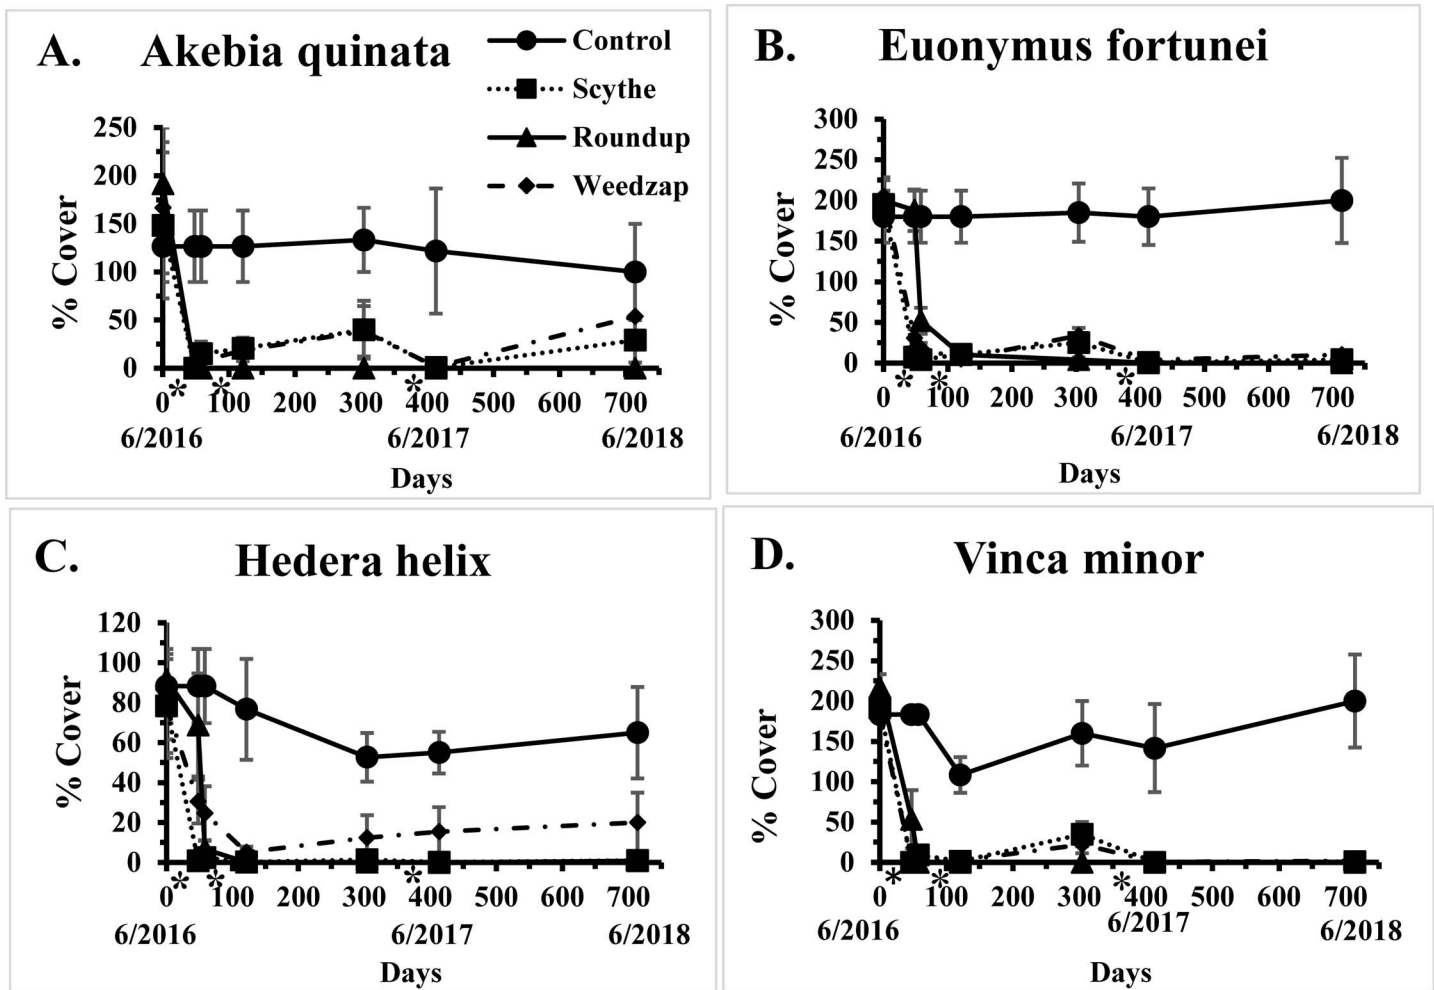 A. Akebia quinata
Control
Scythe
Roundup
Weedzap
250
200
150
100
50
0
% Cover
* * *
0 100 200 300 400 500 600 700
6/2016 6/2017 6/2018
Days
B. Euonymus fortunei
300
250
200
150
100
50
0
% Cover
* * *
0 100 200 300 400 500 600 700
6/2016 6/2017 6/2018
Days
C. Hedera helix
120
100
80
60
40
20
0
% Cover
* * *
0 100 200 300 400 500 600 700
6/2016 6/2017 6/2018
Days
D. Vinca minor
300
250
200
150
100
50
0
% Cover
* * *
0 100 200 300 400 500 600 700
6/2016 6/2017 6/2018
Days